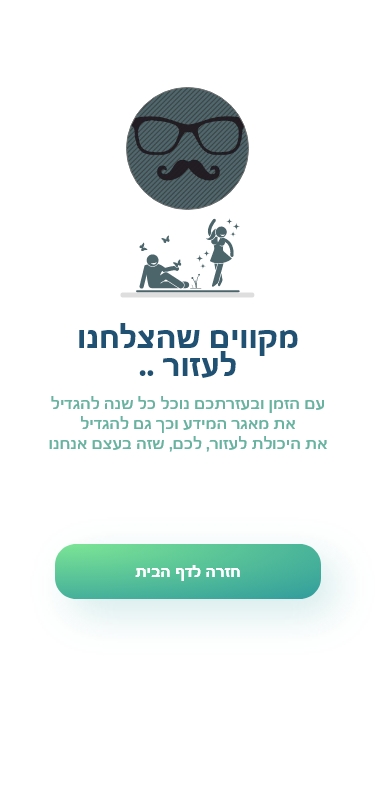 מקווים שהצלחנו
לעזור ..
עם הזמן ובעזרתכם נוכל כל שנה להגדיל
את מאגר המידע וכך גם להגדיל
את היכולת לעזור, לכם, שזה בעצם אנחנו
חזרה לדף הבית